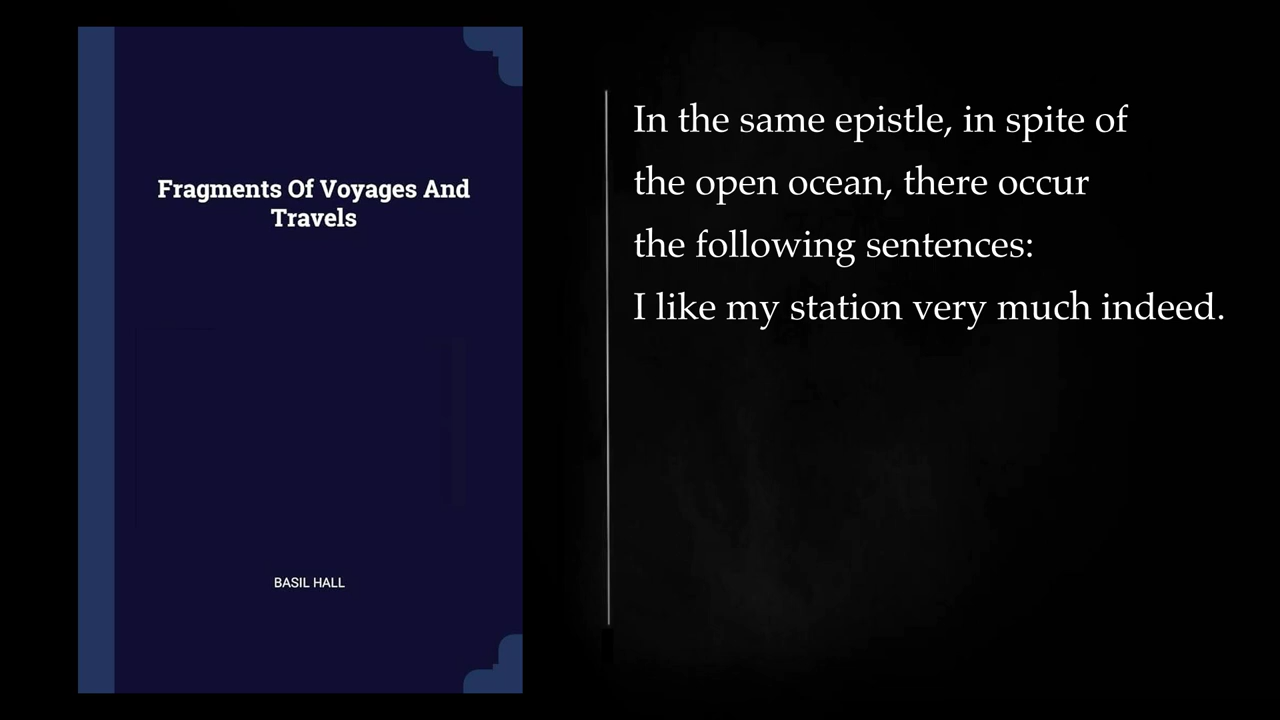 Fragments Of Voyages And
Travels
BASIL HALL
In the same epistle, in spite of
the open ocean, there occur
the following sentences:
I like my station very much indeed.